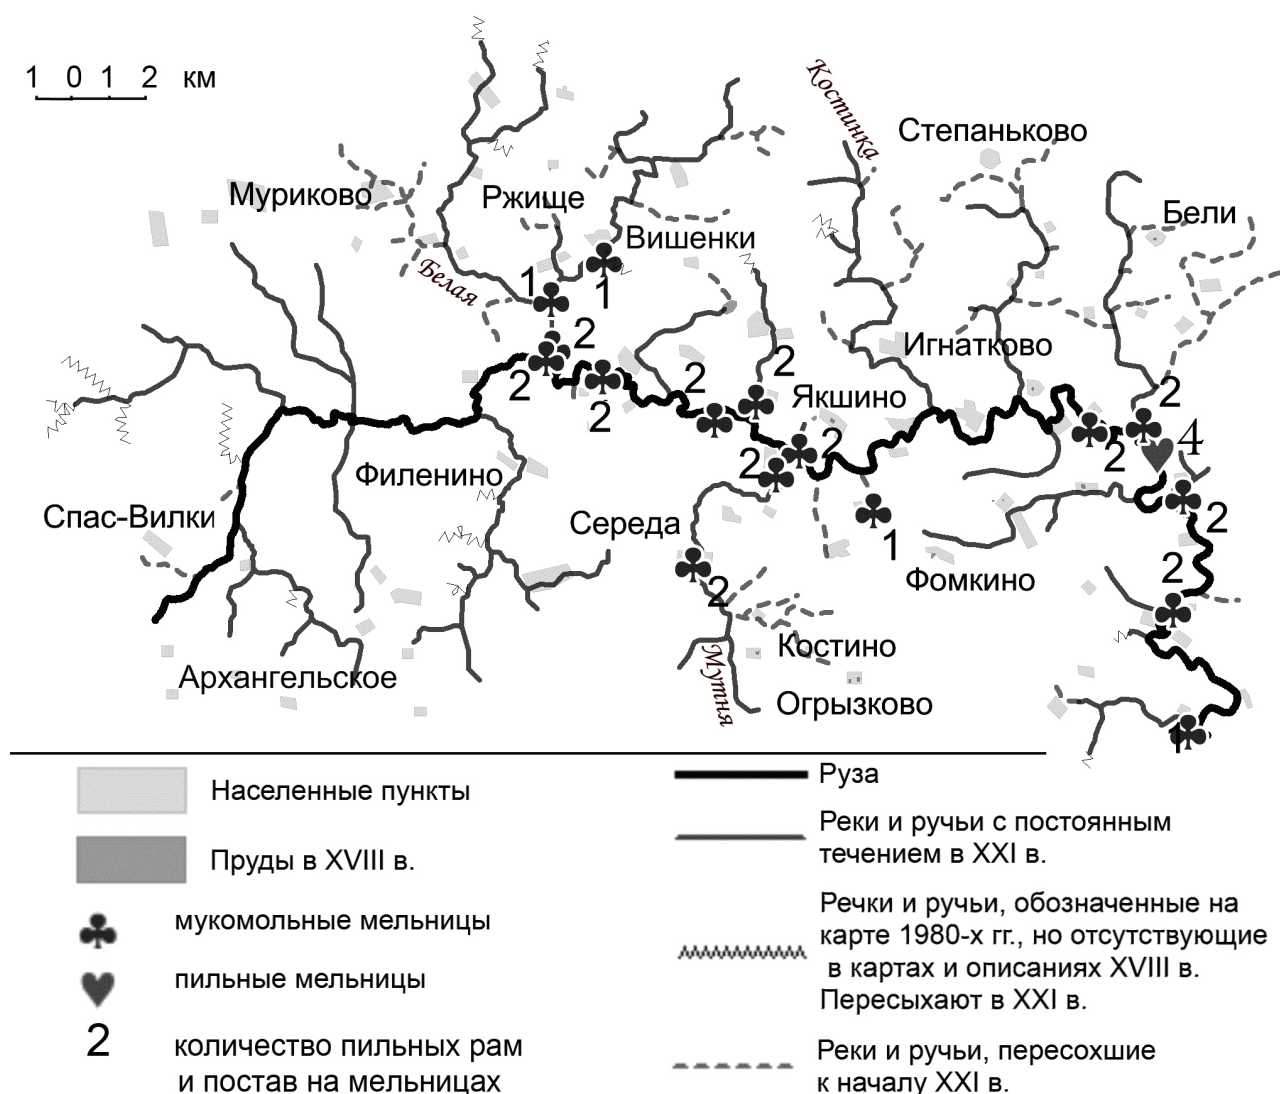 1 0 1 2 км
Костинка
Степаньково
Муриково
Ржище
Бели
Вишенки
Белая
1
1
2
Игнатково
2
2
2
2
2
Якшино
2
2
4
2
2
Филенино
Спас-Вилки
Середа
2
1
Фомкино
2
2
Костино
Мутня
Архангельское
Огрызково
1
Населенные пункты
Пруды в XVIII в.
мукомольные мельницы
пильные мельницы
2
количество пильных рам
и постав на мельницах
Руза
Реки и ручьи с постоянным
течением в XXI в.
Речки и ручьи, обозначенные на
карте 1980-х гг., но отсутствующие
в картах и описаниях XVIII в.
Пересыхают в XXI в.
Реки и ручьи, пересохшие
к началу XXI в.